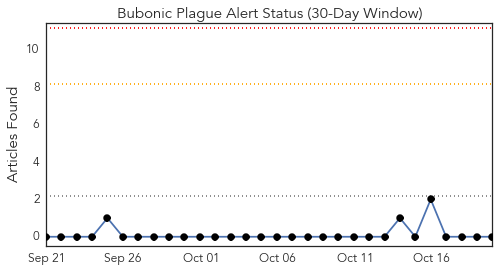 Bubonic Plague Alert Status (30-Day Window)
Articles Found
10
8
6
4
2
0
Sep 21 Sep 26 Oct 01 Oct 06 Oct 11 Oct 16